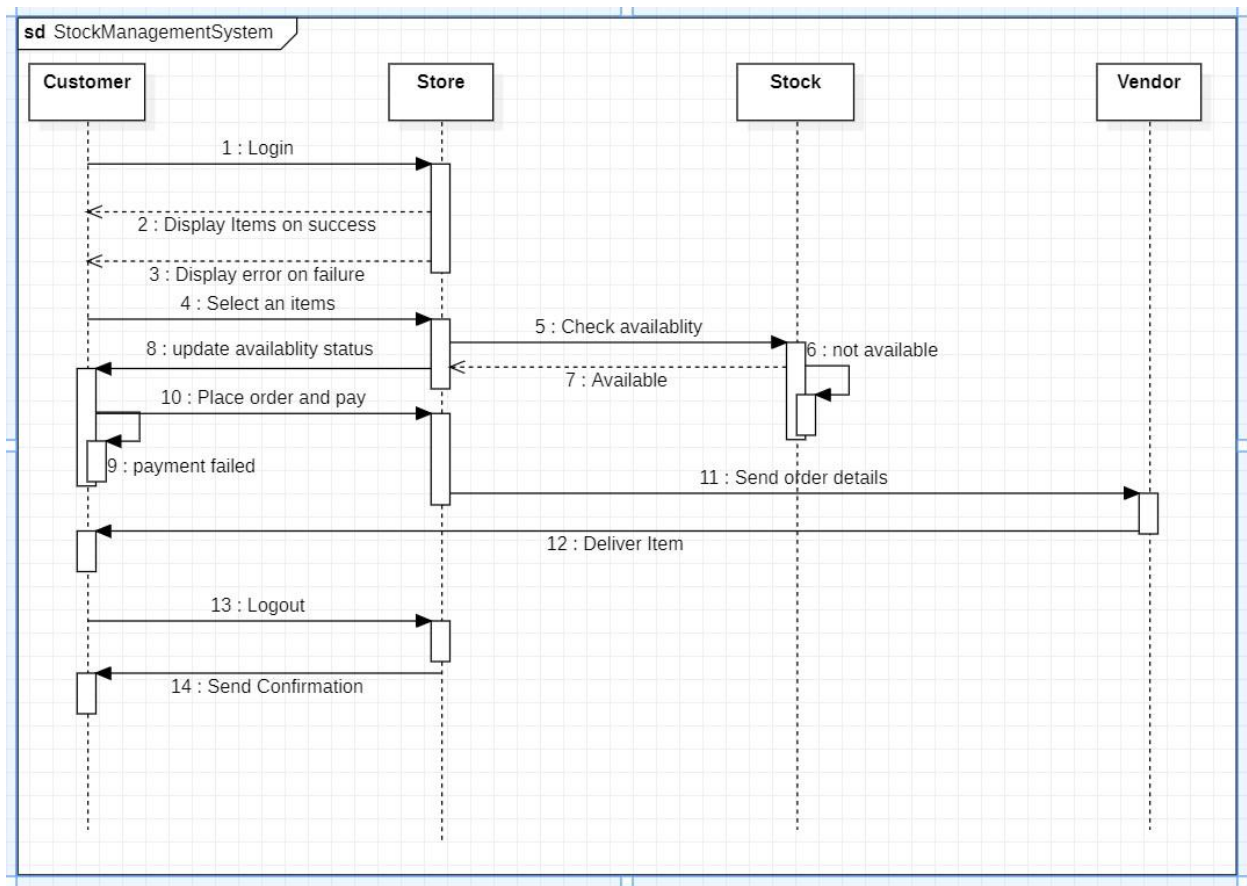 sd StockManagementSystem
Customer
Store
Stock
Vendor
1 : Login
2 : Display Items on success
3 : Display error on failure
4 : Select an items
5 : Check availablity
8 : update availablity status
6 : not available
7 : Available
10 : Place order and pay
9 : payment failed
11 : Send order details
12 : Deliver Item
13 : Logout
14 : Send Confirmation